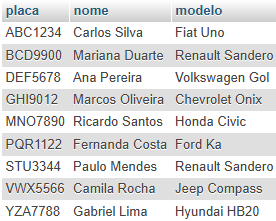 placa nome modelo
ABC1234 Carlos Silva Fiat Uno
BCD9900 Mariana Duarte Renault Sandero
DEF5678 Ana Pereira Volkswagen Gol
GHI9012 Marcos Oliveira Chevrolet Onix
MNO7890 Ricardo Santos Honda Civic
PQR1122 Fernanda Costa Ford Ka
STU3344 Paulo Mendes Renault Sandero
VWX5566 Camila Rocha Jeep Compass
YZA7788 Gabriel Lima Hyundai HB20